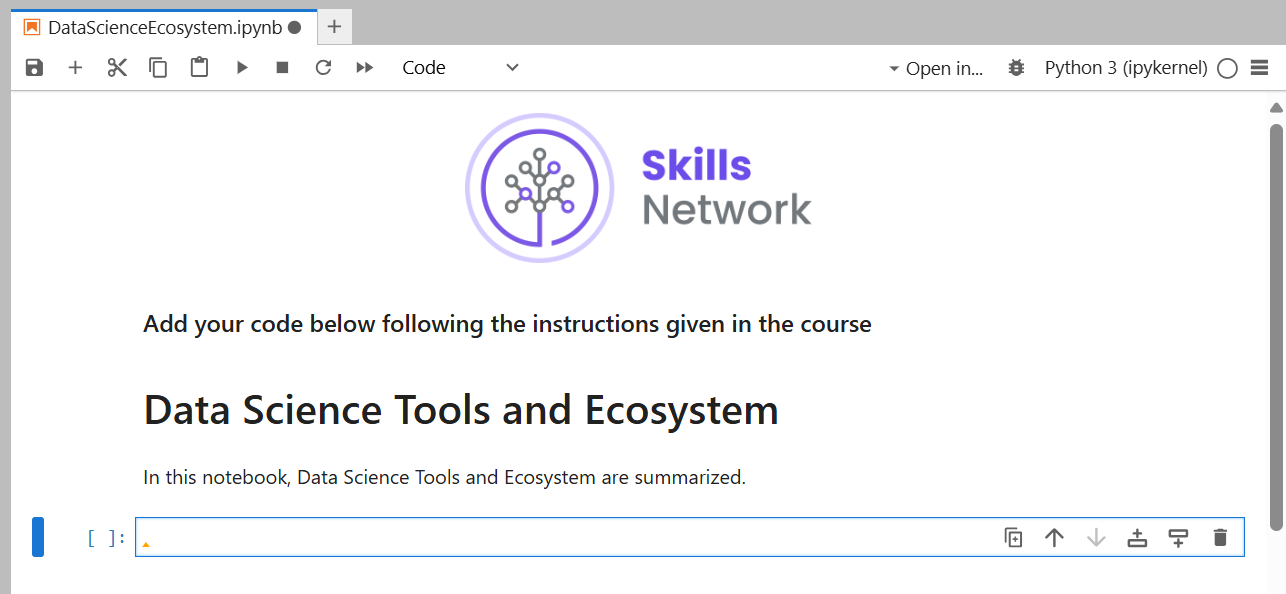 DataScienceEcosystem.ipynb
Code
Open in...
Python 3 (ipykernel)
Skills
Network
Add your code below following the instructions given in the course
Data Science Tools and Ecosystem
In this notebook, Data Science Tools and Ecosystem are summarized.
[ ]: